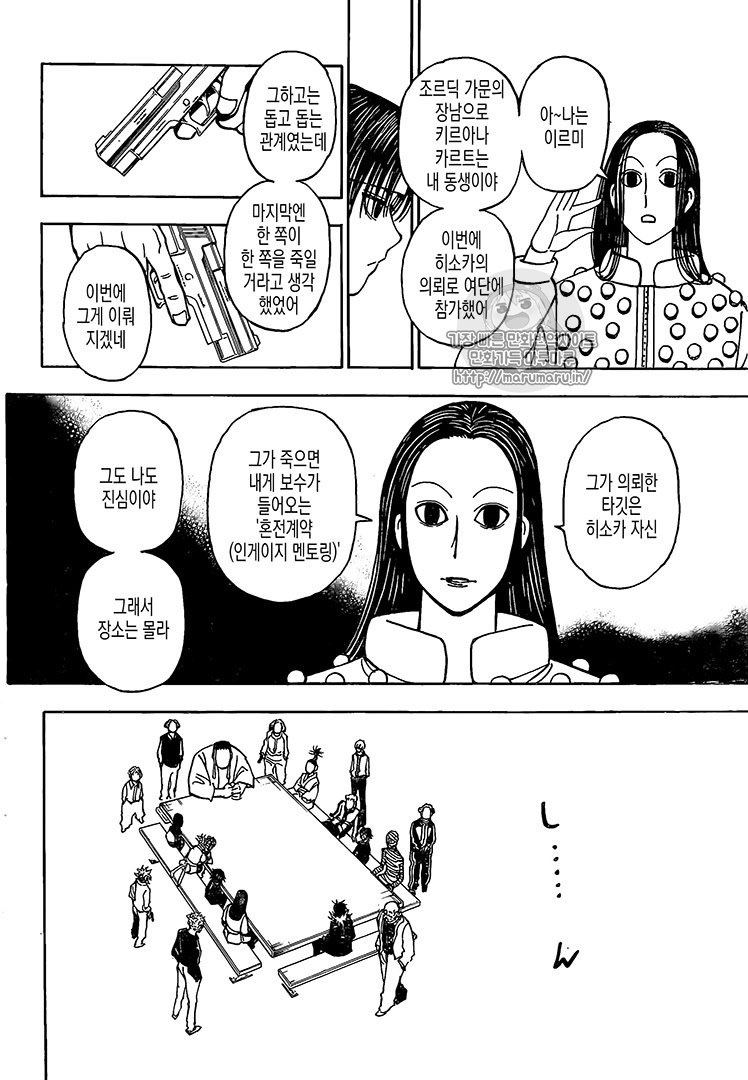 아~나는
이르미
조르딕 가문의
장남으로
키르아나
카르트는
내 동생이야
이번에
히소카의
의뢰로 여단에
참가했어
그하고는
돕고 돕는
관계였는데
마지막엔
한 쪽이
한 쪽을 죽일
거라고 생각
했었어
이번에
그게 이뤄
지겠네
그가 의뢰한
타깃은
히소카 자신
그가 죽으면
내게 보수가
들어오는
'혼전계약
(인게이지 멘토링)'
그도 나도
진심이야
그래서
장소는 몰라
し……ん
http://marumaru.in/